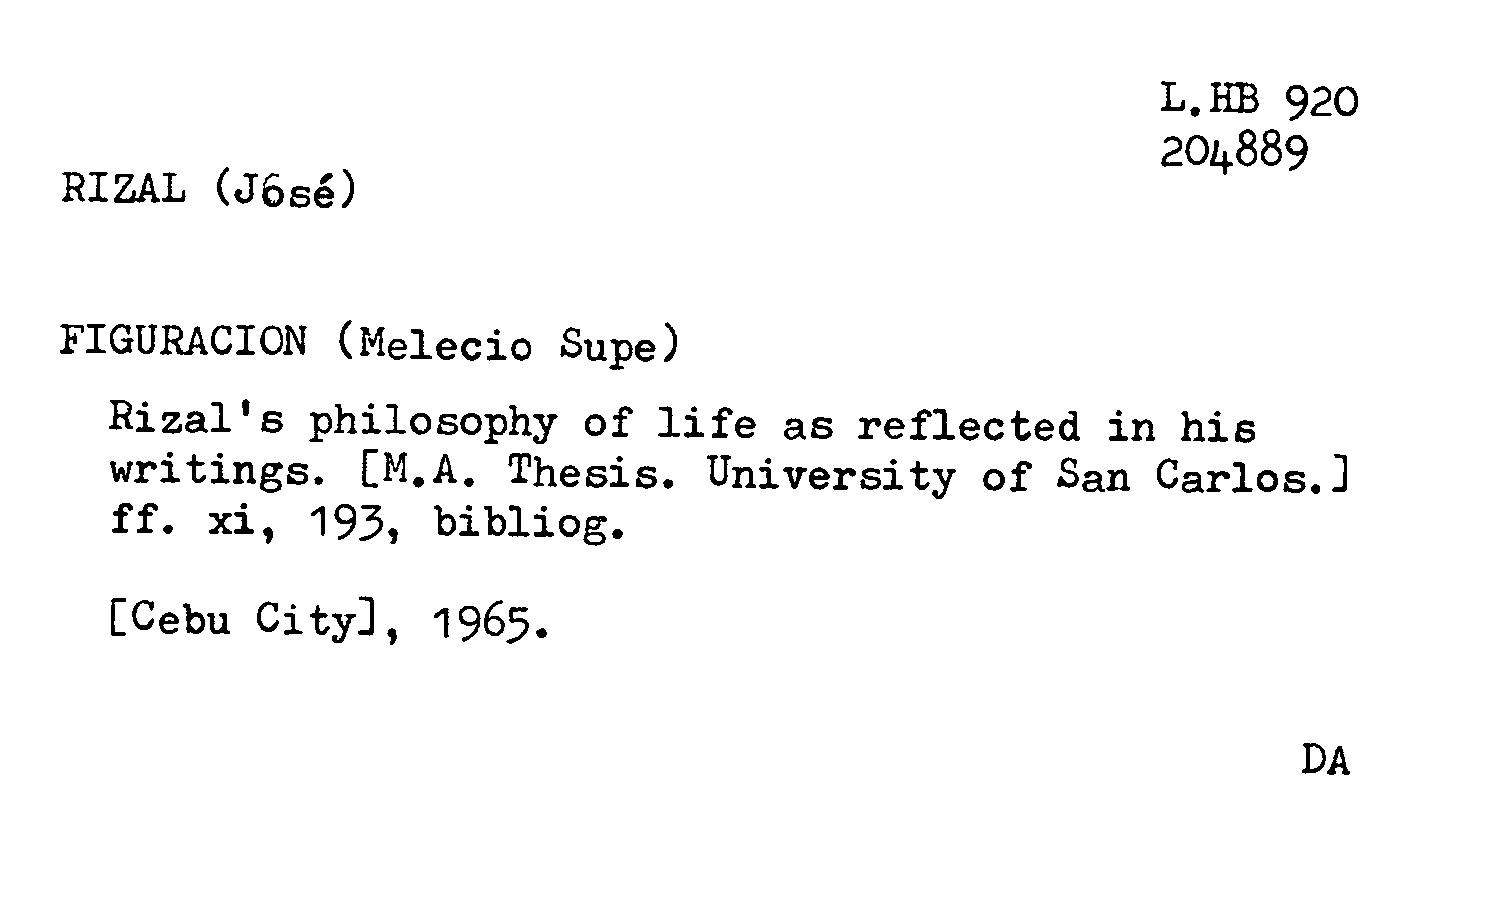 L.HB 920
204889
RIZAL (Jósé)
FIGURACION (Melecio Supe)
Rizal's philosophy of life as reflected in his
writings. [M.A. Thesis. University of San Carlos.]
ff. xi, 193, bibliog.
[Cebu City], 1965.
DA